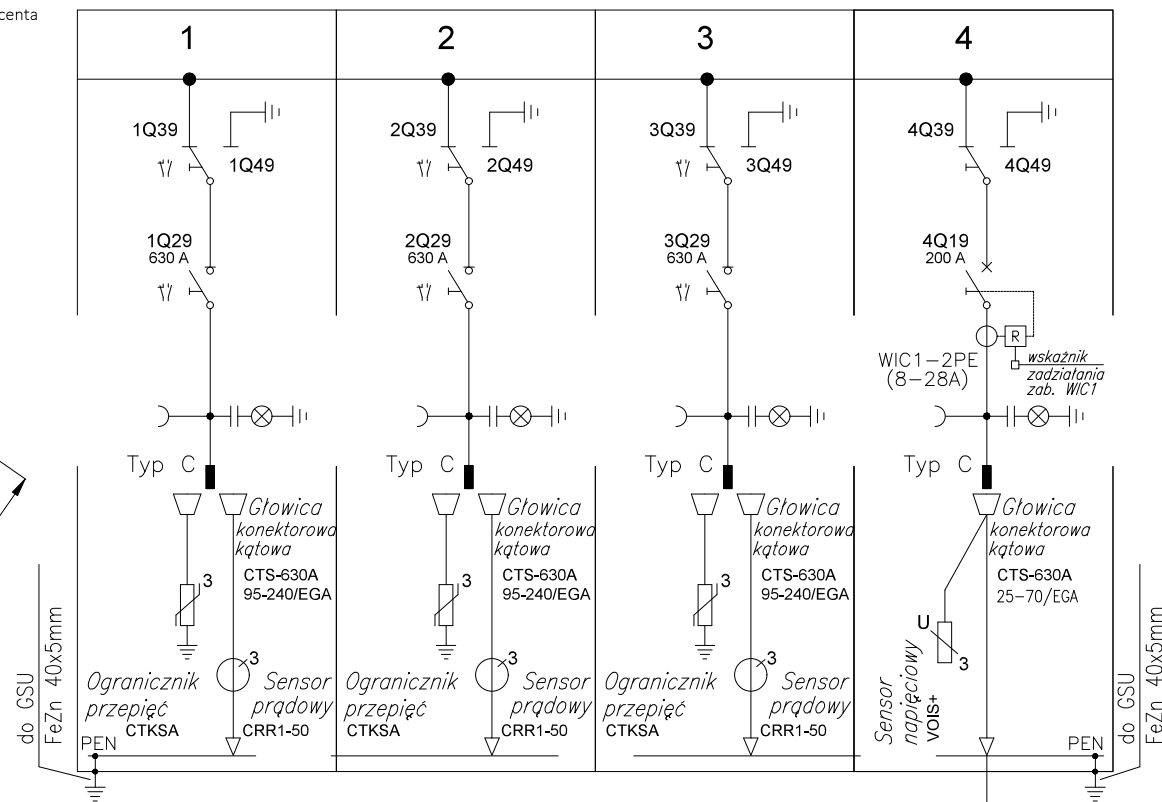 centa
1
2
3
4
1Q39
1Q49
2Q39
2Q49
3Q39
3Q49
4Q39
4Q49
1Q29
630 A
2Q29
630 A
3Q29
630 A
4Q19
200 A
R
WIC1-2PE
(8-28A)
wskaźnik
zadziałania
zab. WIC1
Typ C
Typ C
Typ C
Typ C
Głowica
konektorowa
kątowa
CTS-630A
95-240/EGA
Głowica
konektorowa
kątowa
CTS-630A
95-240/EGA
Głowica
konektorowa
kątowa
CTS-630A
95-240/EGA
Głowica
konektorowa
kątowa
CTS-630A
25-70/EGA
3
3
3
U
3
3
3
3
Ogranicznik
przepięć
CTKSA
Sensor
prądowy
CRR1-50
Ogranicznik
przepięć
CTKSA
Sensor
prądowy
CRR1-50
Ogranicznik
przepięć
CTKSA
Sensor
prądowy
CRR1-50
Sensor
napięciowy
VOIS+
PEN
PEN
do GSU
FeZn 40x5mm
do GSU
FeZn 40x5mm